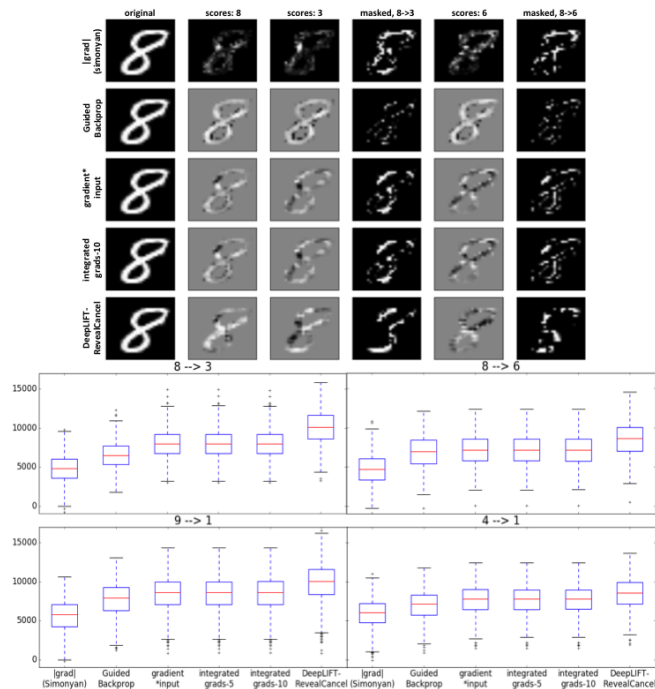 original scores: 8 scores: 3 masked, 8->3 scores: 6 masked, 8->6
|grad|
(simonyan)
Guided
Backprop
gradient*
input
integrated
grads-10
DeepLIFT-
RevealCancel
8 --> 3 8 --> 6
15000
10000
5000
0
9 --> 1 4 --> 1
15000
10000
5000
0
|grad| Guided gradient integrated integrated DeepLIFT- |grad| Guided gradient integrated integrated DeepLIFT-
(Simonyan) Backprop *input grads-5 grads-10 RevealCancel (Simonyan) Backprop *input grads-5 grads-10 RevealCancel